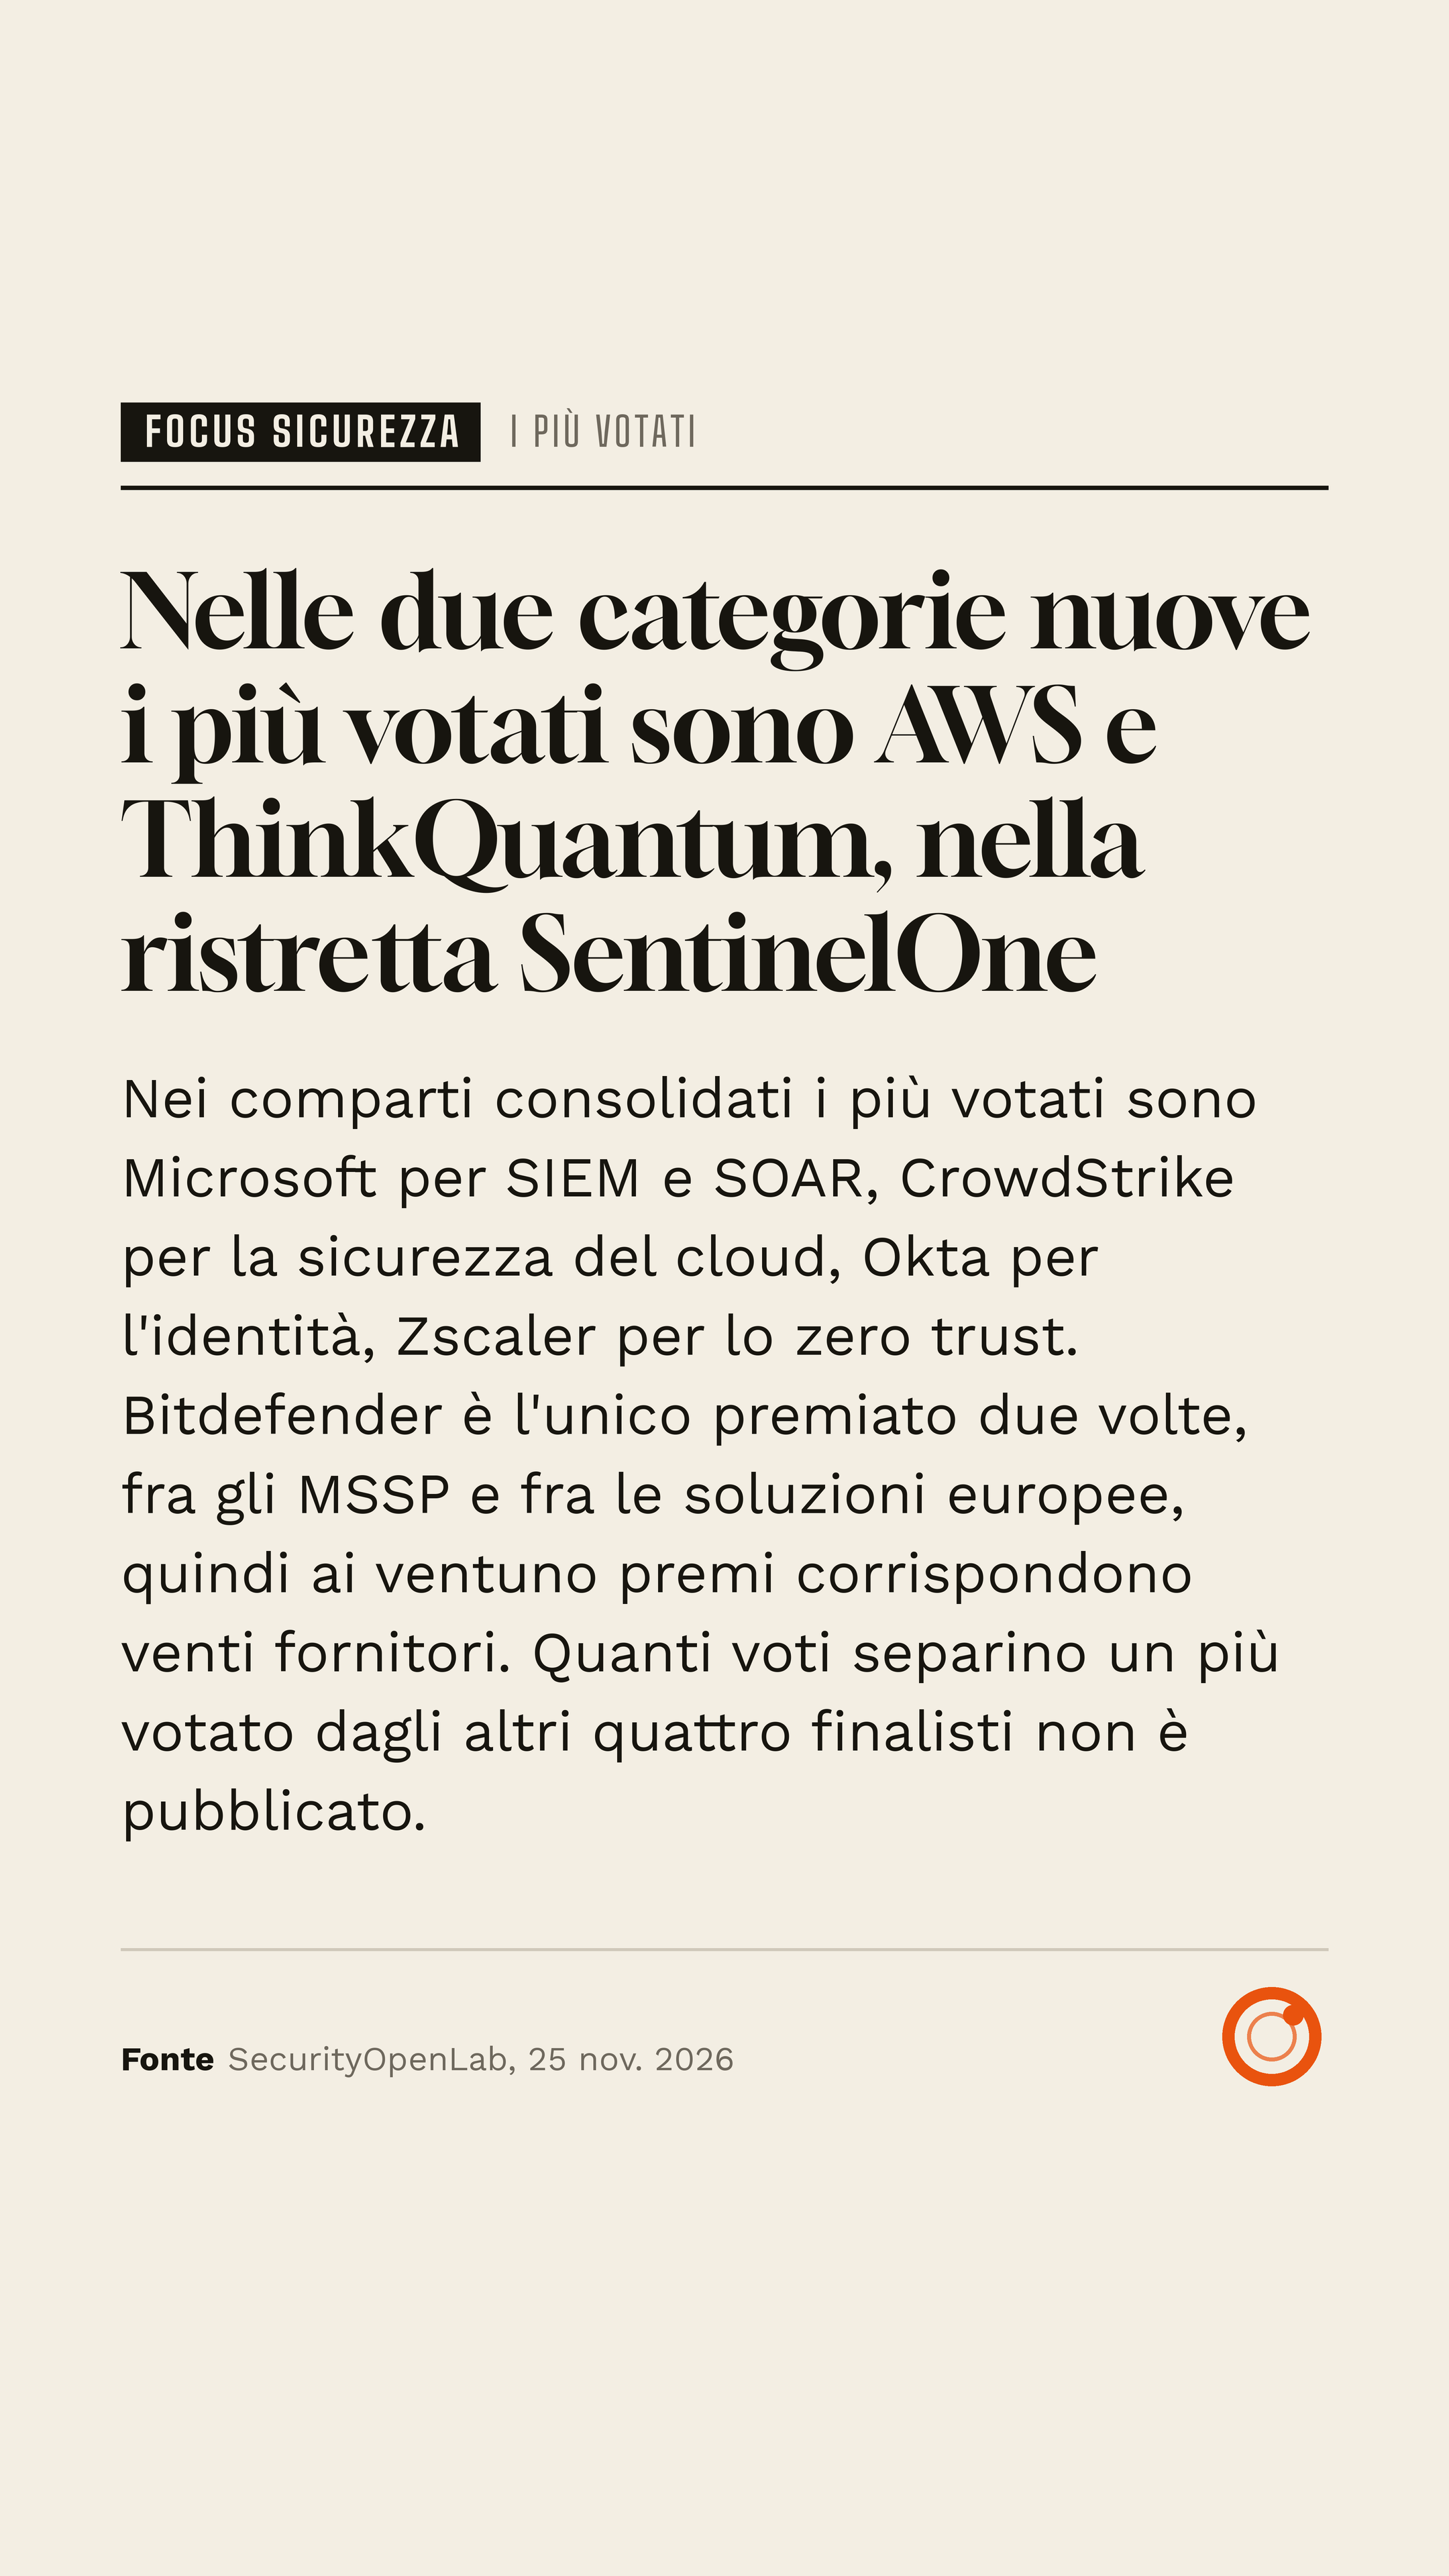 FOCUS SICUREZZA I PIÙ VOTATI
Nelle due categorie nuove
i più votati sono AWS e
ThinkQuantum, nella
ristretta SentinelOne
Nei comparti consolidati i più votati sono
Microsoft per SIEM e SOAR, CrowdStrike
per la sicurezza del cloud, Okta per
l'identità, Zscaler per lo zero trust.
Bitdefender è l'unico premiato due volte,
fra gli MSSP e fra le soluzioni europee,
quindi ai ventuno premi corrispondono
venti fornitori. Quanti voti separino un più
votato dagli altri quattro finalisti non è
pubblicato.
Fonte SecurityOpenLab, 25 nov. 2026